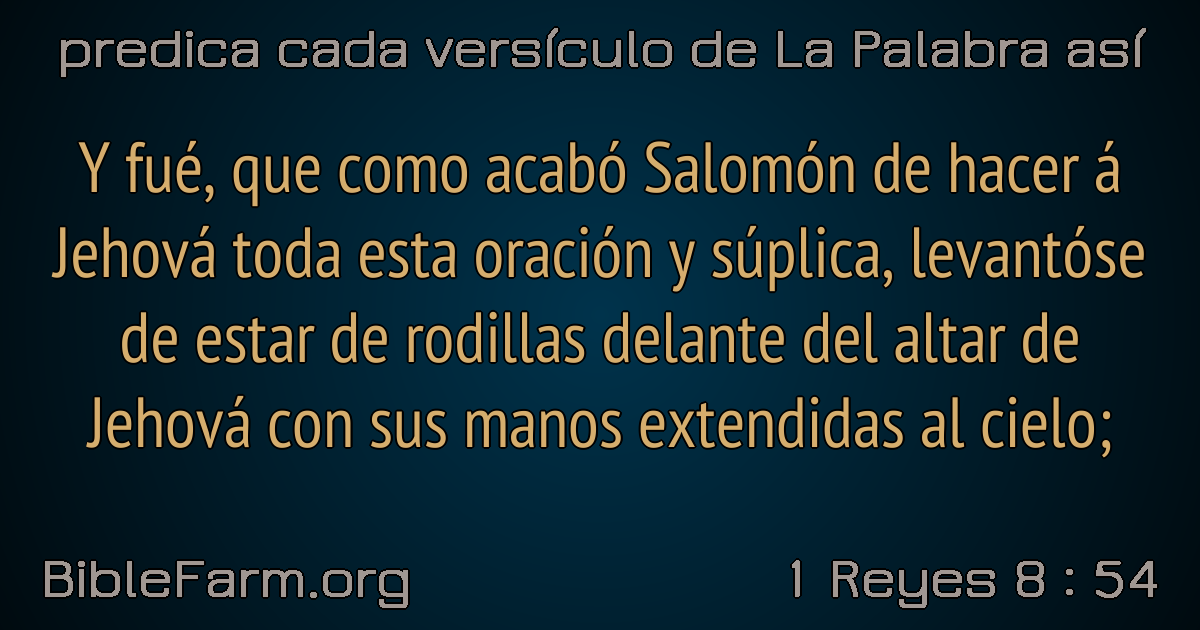 predica cada versículo de La Palabra así
Y fué, que como acabó Salomón de hacer á
Jehová toda esta oración y súplica, levantóse
de estar de rodillas delante del altar de
Jehová con sus manos extendidas al cielo;
BibleFarm.org
1 Reyes 8 : 54